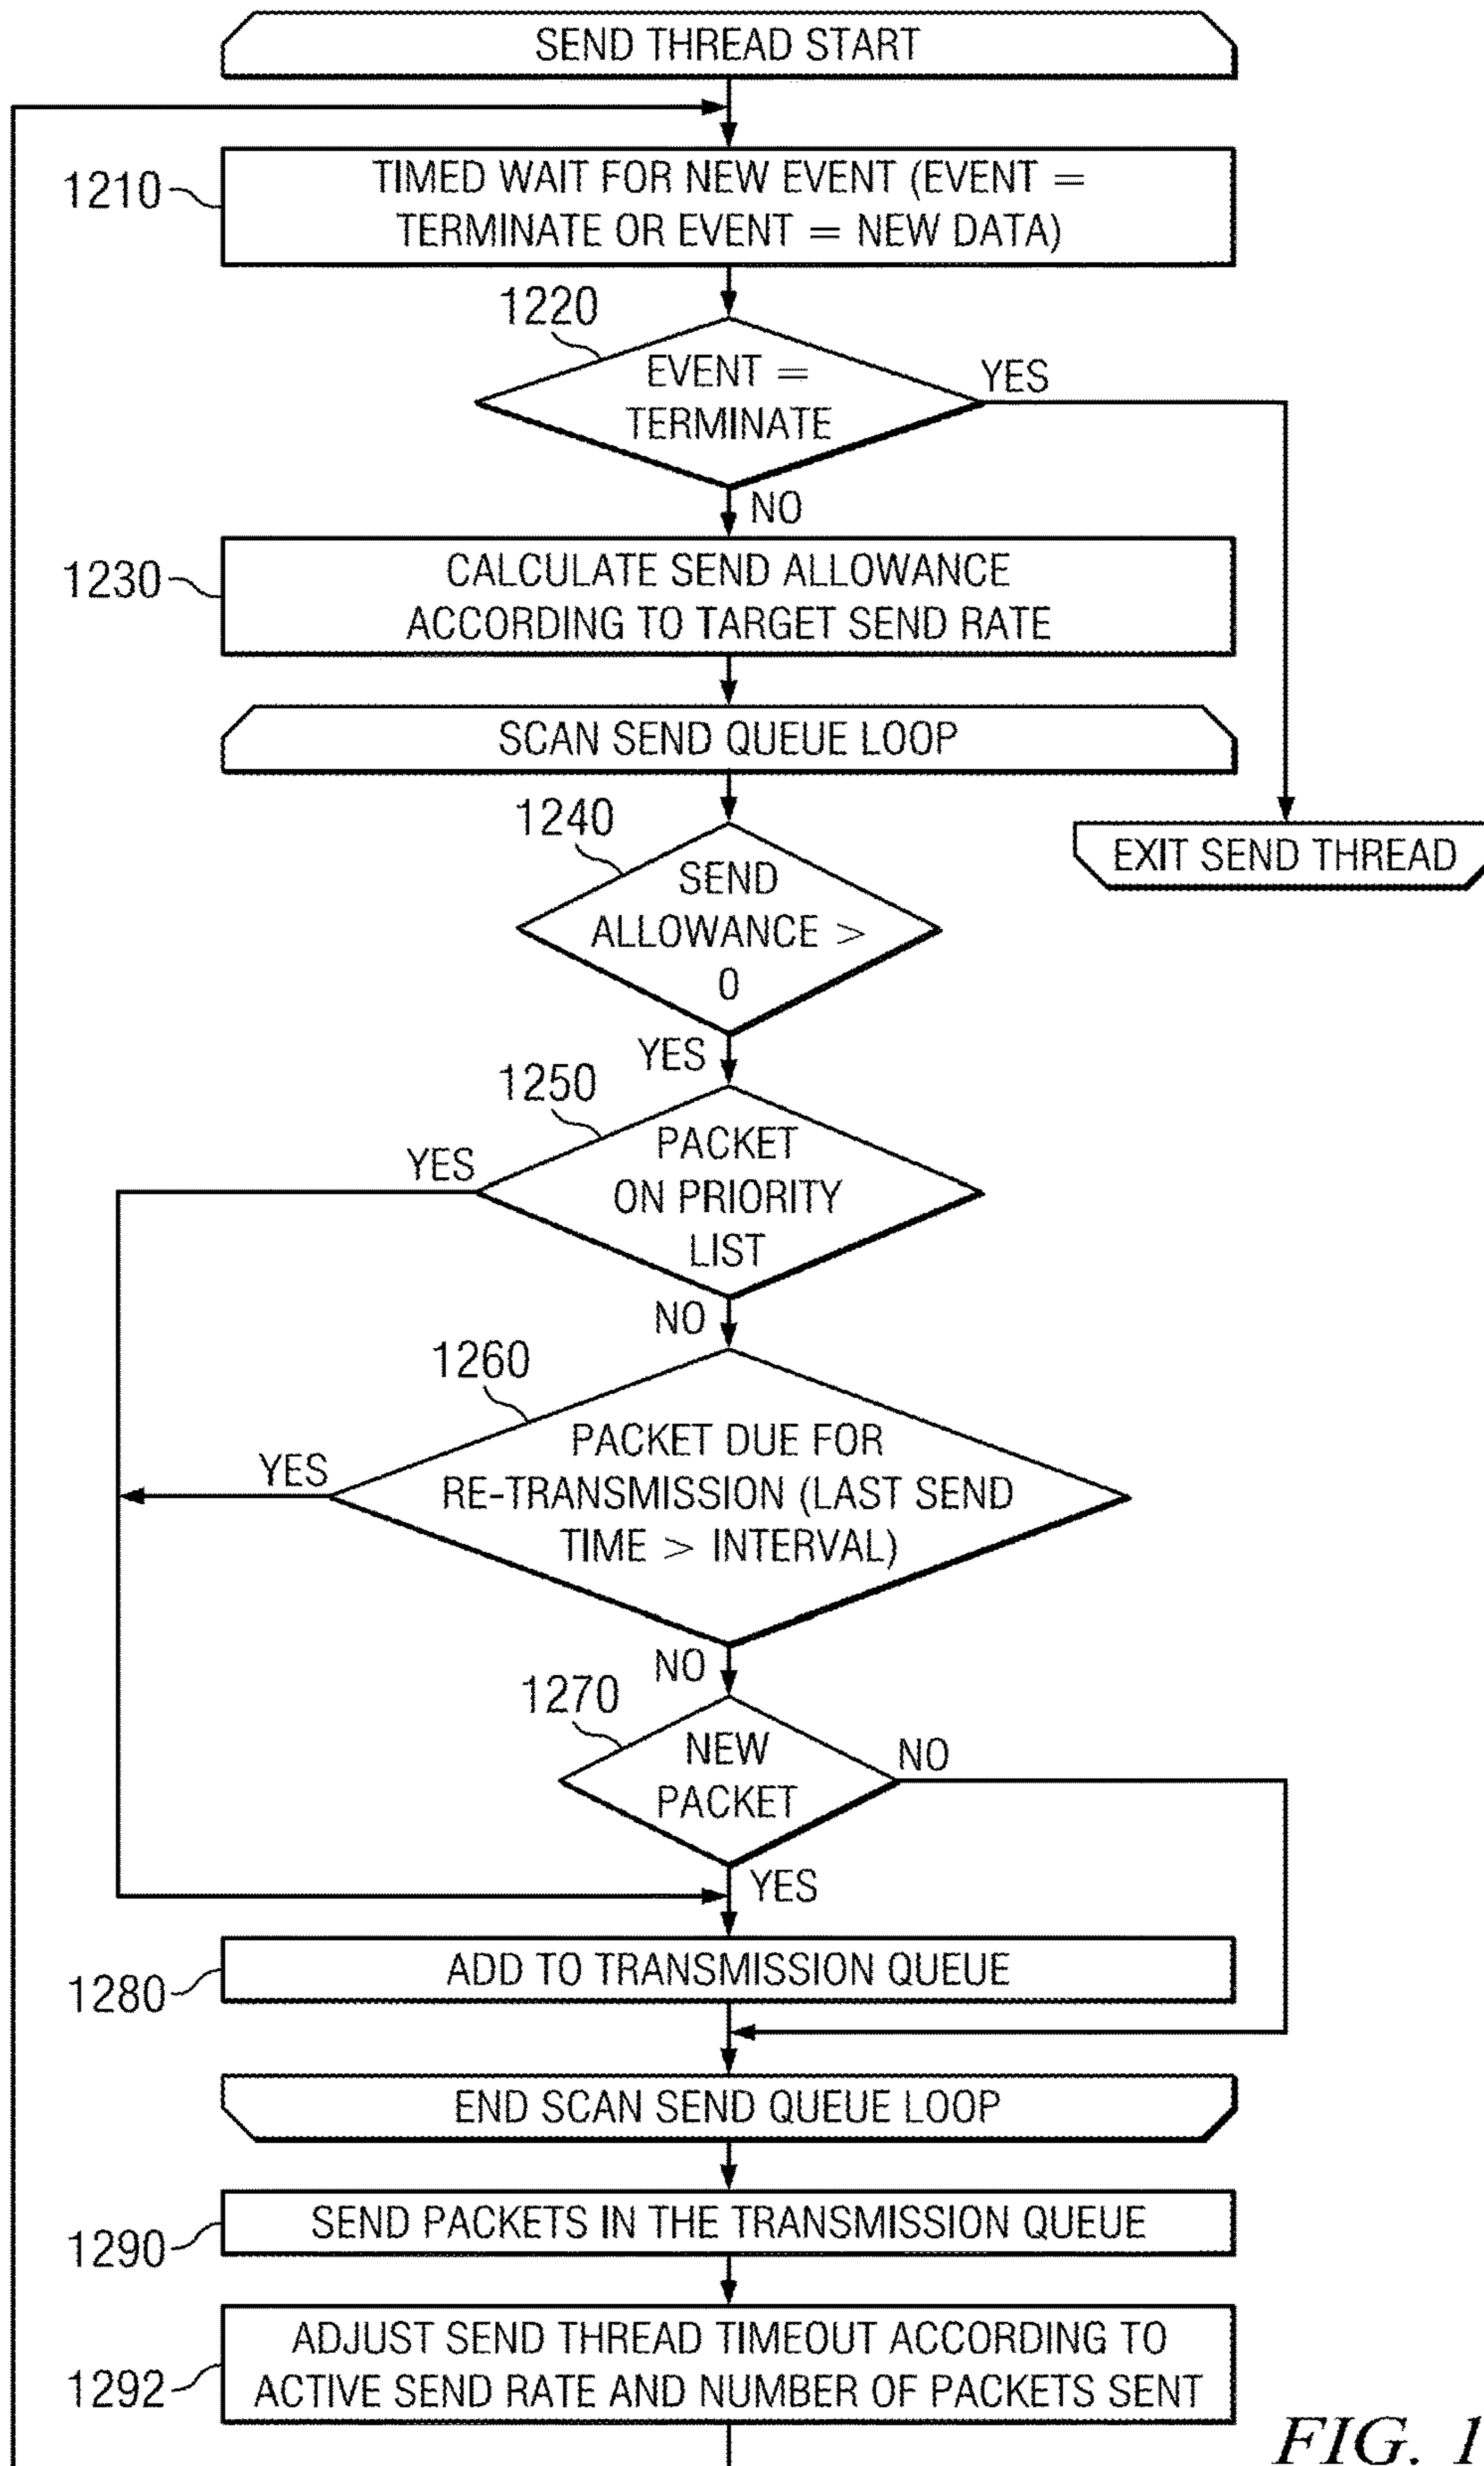 SEND THREAD START
1210
TIMED WAIT FOR NEW EVENT (EVENT =
TERMINATE OR EVENT = NEW DATA)
1220
EVENT =
TERMINATE
YES
NO
1230
CALCULATE SEND ALLOWANCE
ACCORDING TO TARGET SEND RATE
SCAN SEND QUEUE LOOP
1240
SEND
ALLOWANCE >
0
EXIT SEND THREAD
YES
1250
PACKET
ON PRIORITY
LIST
YES
NO
1260
PACKET DUE FOR
RE-TRANSMISSION (LAST SEND
TIME > INTERVAL)
YES
NO
1270
NEW
PACKET
NO
YES
1280
ADD TO TRANSMISSION QUEUE
END SCAN SEND QUEUE LOOP
1290
SEND PACKETS IN THE TRANSMISSION QUEUE
1292
ADJUST SEND THREAD TIMEOUT ACCORDING TO
ACTIVE SEND RATE AND NUMBER OF PACKETS SENT
FIG. 1